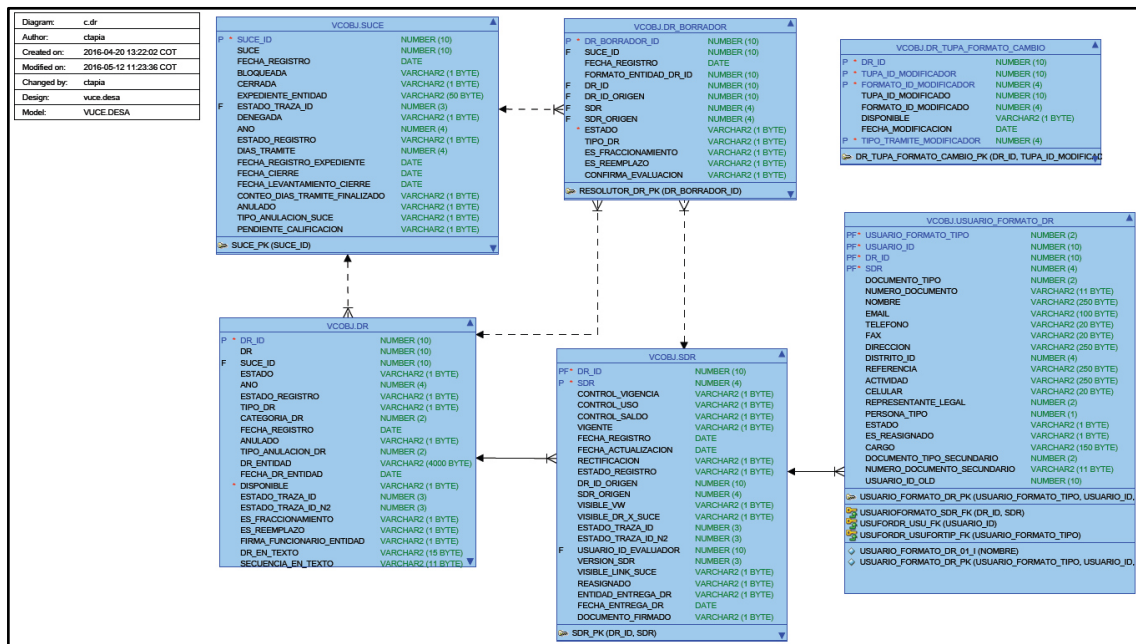 Diagram: c.dr
Author: ctapia
Created on: 2016-04-20 13:22:02 COT
Modified on: 2016-05-12 11:23:36 COT
Changed by: ctapia
Design: vuce.desa
Model: VUCE.DESA
VCOBJ.SUCE
P * SUCE_ID NUMBER (10)
SUCE NUMBER (10)
FECHA_REGISTRO DATE
BLOQUEADA VARCHAR2 (1 BYTE)
CERRADA VARCHAR2 (1 BYTE)
EXPEDIENTE_ENTIDAD VARCHAR2 (50 BYTE)
F ESTADO_TRAZA_ID NUMBER (3)
DENEGADA VARCHAR2 (1 BYTE)
ANO NUMBER (4)
ESTADO_REGISTRO VARCHAR2 (1 BYTE)
DIAS_TRAMITE NUMBER (4)
FECHA_REGISTRO_EXPEDIENTE DATE
FECHA_CIERRE DATE
FECHA_LEVANTAMIENTO_CIERRE DATE
CONTEO_DIAS_TRAMITE_FINALIZADO VARCHAR2 (1 BYTE)
ANULADO VARCHAR2 (1 BYTE)
TIPO_ANULACION_SUCE VARCHAR2 (1 BYTE)
PENDIENTE_CALIFICACION VARCHAR2 (1 BYTE)
SUCE_PK (SUCE_ID)
VCOBJ.DR_BORRADOR
P * DR_BORRADOR_ID NUMBER (10)
F SUCE_ID NUMBER (10)
FECHA_REGISTRO DATE
FORMATO_ENTIDAD_DR_ID NUMBER (10)
F DR_ID NUMBER (10)
F DR_ID_ORIGEN NUMBER (10)
F SDR NUMBER (4)
F SDR_ORIGEN NUMBER (4)
* ESTADO VARCHAR2 (1 BYTE)
TIPO_DR VARCHAR2 (1 BYTE)
ES_FRACCIONAMIENTO VARCHAR2 (1 BYTE)
ES_REEMPLAZO VARCHAR2 (1 BYTE)
CONFIRMA_EVALUACION VARCHAR2 (1 BYTE)
RESOLUTOR_DR_PK (DR_BORRADOR_ID)
VCOBJ.DR_TUPA_FORMATO_CAMBIO
P * DR_ID NUMBER (10)
P * TUPA_ID_MODIFICADOR NUMBER (10)
P * FORMATO_ID_MODIFICADOR NUMBER (4)
TUPA_ID_MODIFICADO NUMBER (10)
FORMATO_ID_MODIFICADO NUMBER (4)
DISPONIBLE VARCHAR2 (1 BYTE)
FECHA_MODIFICACION DATE
P * TIPO_TRAMITE_MODIFICADOR NUMBER (4)
DR_TUPA_FORMATO_CAMBIO_PK (DR_ID, TUPA_ID_MODIFICA
VCOBJ.DR
P * DR_ID NUMBER (10)
DR NUMBER (10)
F SUCE_ID NUMBER (10)
ESTADO VARCHAR2 (1 BYTE)
ANO NUMBER (4)
ESTADO_REGISTRO VARCHAR2 (1 BYTE)
TIPO_DR VARCHAR2 (1 BYTE)
CATEGORIA_DR NUMBER (2)
FECHA_REGISTRO DATE
ANULADO VARCHAR2 (1 BYTE)
TIPO_ANULACION_DR NUMBER (2)
DR_ENTIDAD VARCHAR2 (4000 BYTE)
FECHA_DR_ENTIDAD DATE
* DISPONIBLE VARCHAR2 (1 BYTE)
ESTADO_TRAZA_ID NUMBER (3)
ESTADO_TRAZA_ID_N2 NUMBER (3)
ES_FRACCIONAMIENTO VARCHAR2 (1 BYTE)
ES_REEMPLAZO VARCHAR2 (1 BYTE)
FIRMA_FUNCIONARIO_ENTIDAD VARCHAR2 (1 BYTE)
DR_EN_TEXTO VARCHAR2 (15 BYTE)
SECUENCIA_EN_TEXTO VARCHAR2 (11 BYTE)
VCOBJ.SDR
PF* DR_ID NUMBER (10)
P * SDR NUMBER (4)
CONTROL_VIGENCIA VARCHAR2 (1 BYTE)
CONTROL_USO VARCHAR2 (1 BYTE)
CONTROL_SALDO VARCHAR2 (1 BYTE)
VIGENTE VARCHAR2 (1 BYTE)
FECHA_REGISTRO DATE
FECHA_ACTUALIZACION DATE
RECTIFICACION VARCHAR2 (1 BYTE)
ESTADO_REGISTRO VARCHAR2 (1 BYTE)
DR_ID_ORIGEN NUMBER (10)
SDR_ORIGEN NUMBER (4)
VISIBLE_VW VARCHAR2 (1 BYTE)
VISIBLE_DR_X_SUCE VARCHAR2 (1 BYTE)
ESTADO_TRAZA_ID NUMBER (3)
ESTADO_TRAZA_ID_N2 NUMBER (3)
F USUARIO_ID_EVALUADOR NUMBER (10)
VERSION_SDR NUMBER (3)
VISIBLE_LINK_SUCE VARCHAR2 (1 BYTE)
REASIGNADO VARCHAR2 (1 BYTE)
ENTIDAD_ENTREGA_DR VARCHAR2 (1 BYTE)
FECHA_ENTREGA_DR DATE
DOCUMENTO_FIRMADO VARCHAR2 (1 BYTE)
SDR_PK (DR_ID, SDR)
VCOBJ.USUARIO_FORMATO_DR
PF* USUARIO_FORMATO_TIPO NUMBER (2)
PF* USUARIO_ID NUMBER (10)
PF* DR_ID NUMBER (10)
PF* SDR NUMBER (4)
DOCUMENTO_TIPO NUMBER (2)
NUMERO_DOCUMENTO VARCHAR2 (11 BYTE)
NOMBRE VARCHAR2 (250 BYTE)
EMAIL VARCHAR2 (100 BYTE)
TELEFONO VARCHAR2 (20 BYTE)
FAX VARCHAR2 (20 BYTE)
DIRECCION VARCHAR2 (250 BYTE)
DISTRITO_ID NUMBER (4)
REFERENCIA VARCHAR2 (250 BYTE)
ACTIVIDAD VARCHAR2 (250 BYTE)
CELULAR VARCHAR2 (20 BYTE)
REPRESENTANTE_LEGAL NUMBER (2)
PERSONA_TIPO NUMBER (1)
ESTADO VARCHAR2 (1 BYTE)
ES_REASIGNADO VARCHAR2 (1 BYTE)
CARGO VARCHAR2 (150 BYTE)
DOCUMENTO_TIPO_SECUNDARIO NUMBER (2)
NUMERO_DOCUMENTO_SECUNDARIO VARCHAR2 (11 BYTE)
USUARIO_ID_OLD NUMBER (10)
USUARIO_FORMATO_DR_PK (USUARIO_FORMATO_TIPO, USUARIO_ID,
USUARIOFORMATO_SDR_FK (DR_ID, SDR)
USUFORDR_USU_FK (USUARIO_ID)
USUFORDR_USUFORTIP_FK (USUARIO_FORMATO_TIPO)
USUARIO_FORMATO_DR_01_I (NOMBRE)
USUARIO_FORMATO_DR_PK (USUARIO_FORMATO_TIPO, USUARIO_ID,